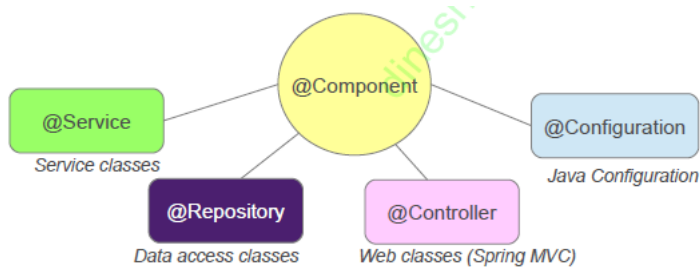 @Component
@Service
Service classes
@Configuration
Java Configuration
@Repository
Data access classes
@Controller
Web classes (Spring MVC)